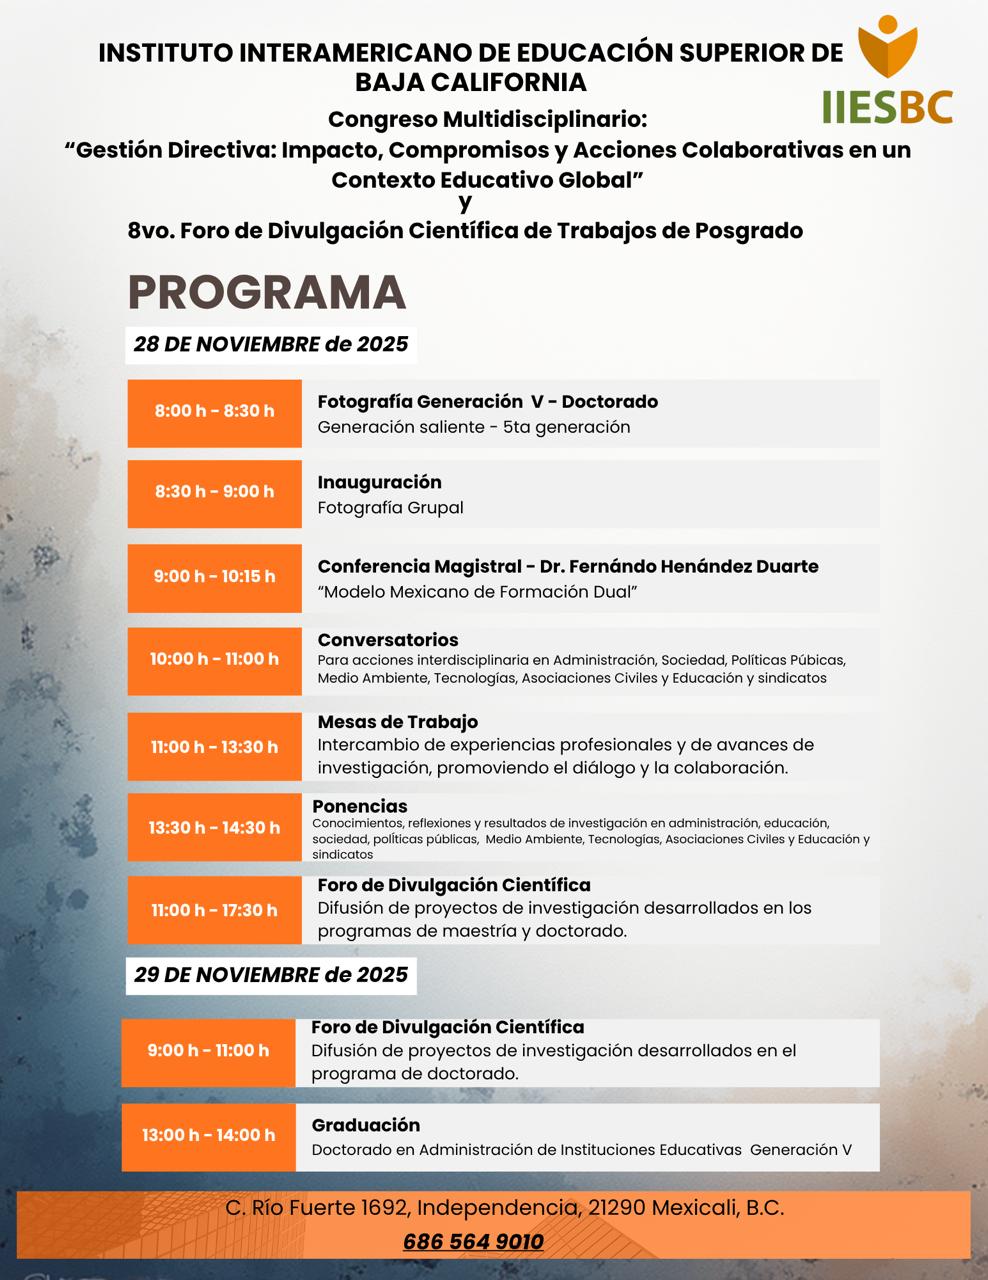 INSTITUTO INTERAMERICANO DE EDUCACIÓN SUPERIOR DE
BAJA CALIFORNIA
IIESBC
Congreso Multidisciplinario:
“Gestión Directiva: Impacto, Compromisos y Acciones Colaborativas en un
Contexto Educativo Global”
y
8vo. Foro de Divulgación Científica de Trabajos de Posgrado
PROGRAMA
28 DE NOVIEMBRE de 2025
8:00 h - 8:30 h
Fotografía Generación V - Doctorado
Generación saliente - 5ta generación
8:30 h - 9:00 h
Inauguración
Fotografía Grupal
9:00 h - 10:15 h
Conferencia Magistral - Dr. Fernándo Henández Duarte
“Modelo Mexicano de Formación Dual”
10:00 h - 11:00 h
Conversatorios
Para acciones interdisciplinaria en Administración, Sociedad, Políticas Púbicas,
Medio Ambiente, Tecnologías, Asociaciones Civiles y Educación y sindicatos
11:00 h - 13:30 h
Mesas de Trabajo
Intercambio de experiencias profesionales y de avances de
investigación, promoviendo el diálogo y la colaboración.
13:30 h - 14:30 h
Ponencias
Conocimientos, reflexiones y resultados de investigación en administración, educación,
sociedad, políticas públicas, Medio Ambiente, Tecnologías, Asociaciones Civiles y Educación y
sindicatos
11:00 h - 17:30 h
Foro de Divulgación Científica
Difusión de proyectos de investigación desarrollados en los
programas de maestría y doctorado.
29 DE NOVIEMBRE de 2025
9:00 h - 11:00 h
Foro de Divulgación Científica
Difusión de proyectos de investigación desarrollados en el
programa de doctorado.
13:00 h - 14:00 h
Graduación
Doctorado en Administración de Instituciones Educativas Generación V
C. Río Fuerte 1692, Independencia, 21290 Mexicali, B.C.
686 564 9010